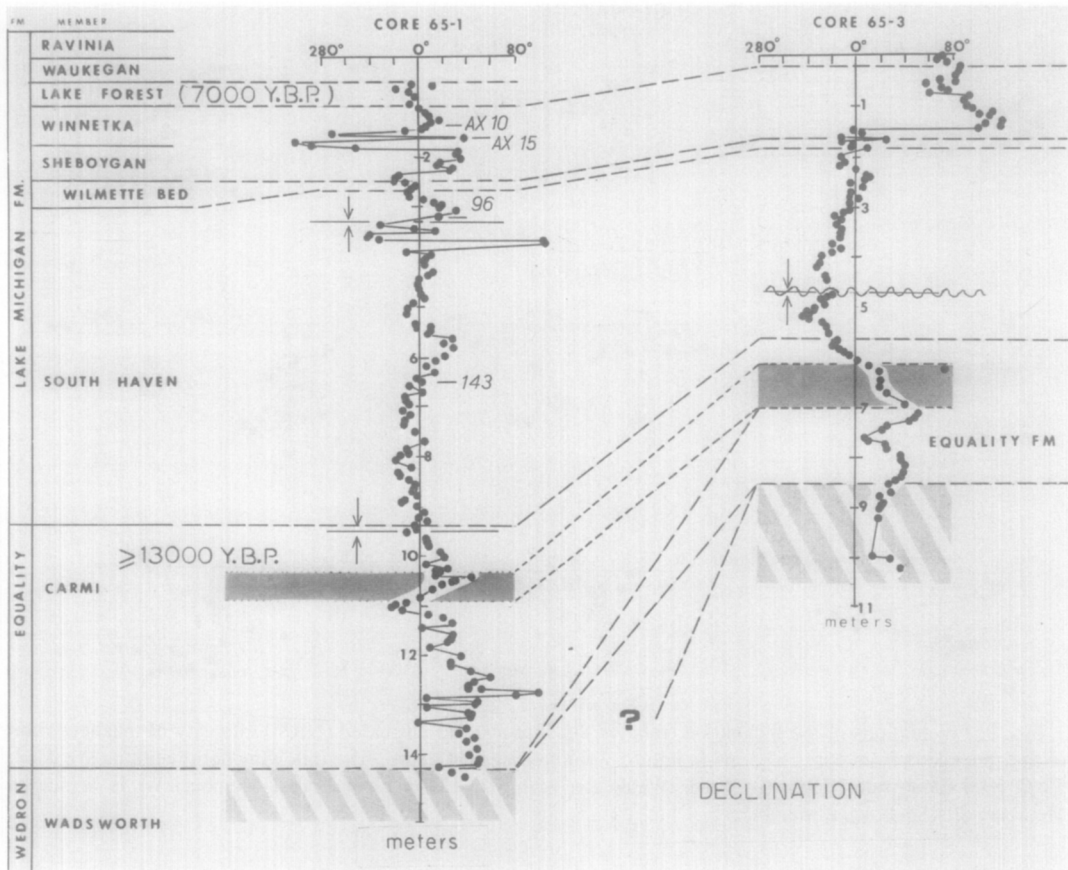 FM MEMBER
CORE 65-1
CORE 65-3
280° 0° 80°
280° 0° 80°
RAVINIA
WAUKEGAN
LAKE FOREST (7000 Y.B.P.)
WINNETKA
SHEBOYGAN
WILMETTE BED
SOUTH HAVEN
CARMI
WADSWORTH
LAKE MICHIGAN FM.
EQUALITY
WEDRON
AX 10
AX 15
96
143
≥13000 Y.B.P.
2
6
8
10
12
14
meters
1
3
5
7
9
11
meters
EQUALITY FM
?
DECLINATION